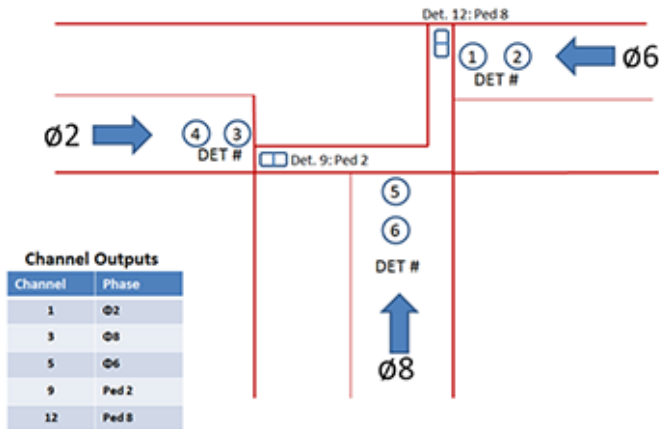 Det. 12: Ped 8
1 2
DET #
Ø6
Ø2
4 3
DET #
Det. 9: Ped 2
5
6
DET #
Ø8
Channel Outputs
Channel Phase
1 Φ2
3 Φ8
5 Φ6
9 Ped 2
12 Ped 8